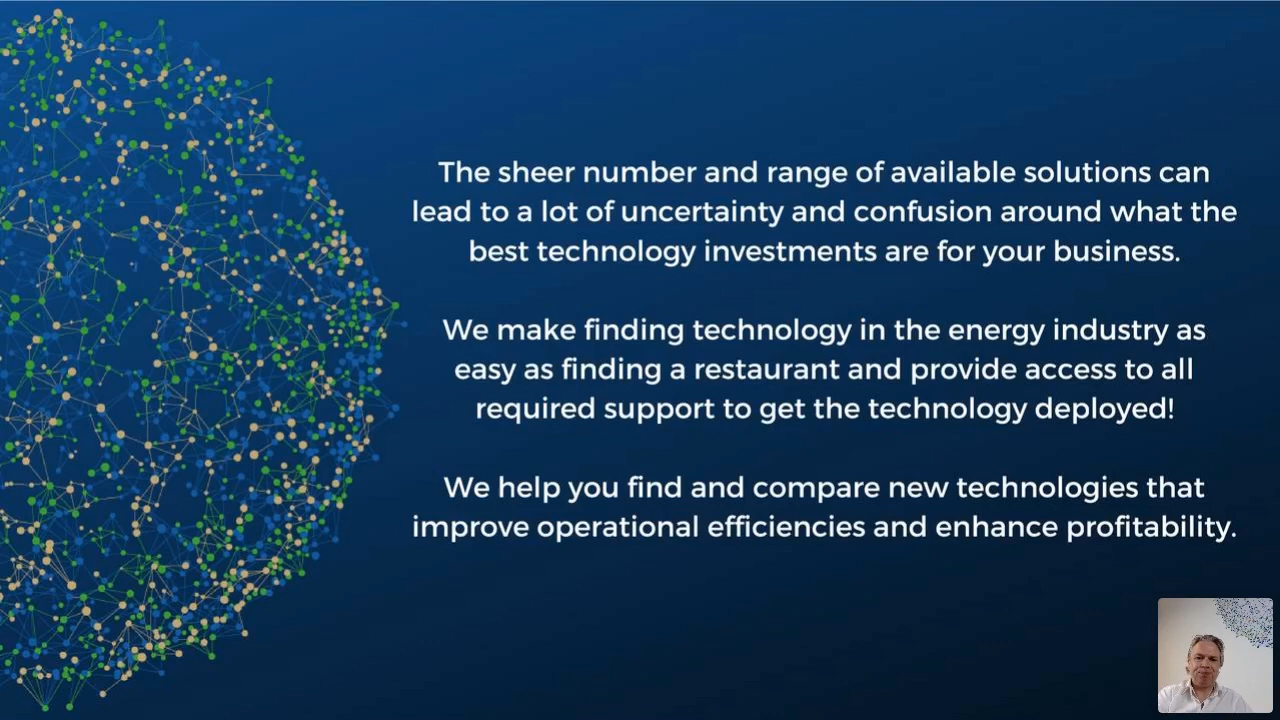 The sheer number and range of available solutions can
lead to a lot of uncertainty and confusion around what the
best technology investments are for your business.
We make finding technology in the energy industry as
easy as finding a restaurant and provide access to all
required support to get the technology deployed!
We help you find and compare new technologies that
improve operational efficiencies and enhance profitability.